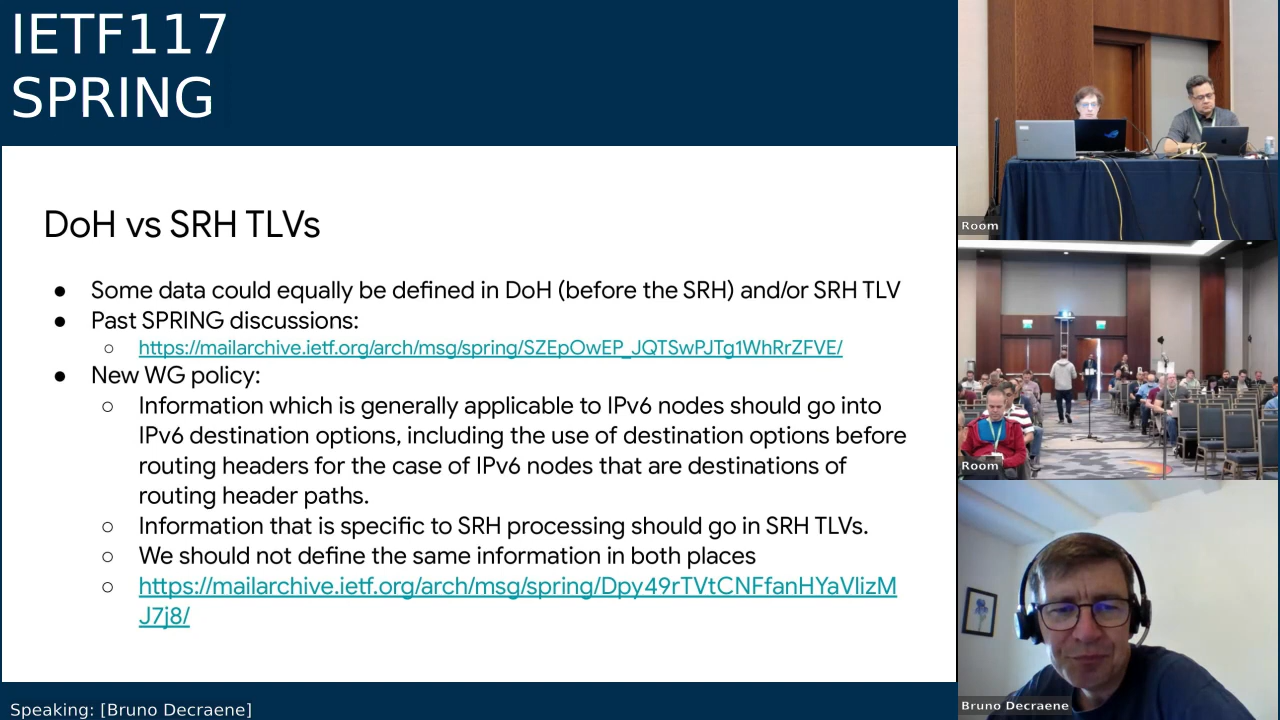 IETF117
SPRING
DoH vs SRH TLVs
● Some data could equally be defined in DoH (before the SRH) and/or SRH TLV
● Past SPRING discussions:
○ https://mailarchive.ietf.org/arch/msg/spring/SZEpOwEP_JQTSwPJTg1WhRrZFVE/
● New WG policy:
○ Information which is generally applicable to IPv6 nodes should go into
IPv6 destination options, including the use of destination options before
routing headers for the case of IPv6 nodes that are destinations of
routing header paths.
○ Information that is specific to SRH processing should go in SRH TLVs.
○ We should not define the same information in both places
○ https://mailarchive.ietf.org/arch/msg/spring/Dpy49rTVtCNFfanHYaVlizM
J7j8/
Speaking: [Bruno Decraene]
Room
Room
Bruno Decraene